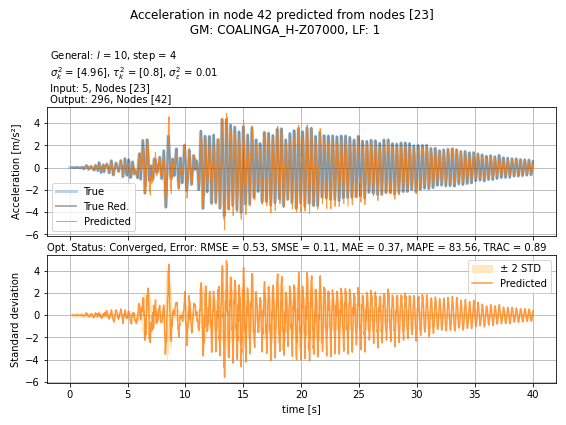 Acceleration in node 42 predicted from nodes [23]
GM: COALINGA_H-Z07000, LF: 1
General: l = 10, step = 4
σ²ₖ = [4.96], τ²ₖ = [0.8], σ²ε = 0.01
Input: 5, Nodes [23]
Output: 296, Nodes [42]
Acceleration [m/s²]
4
2
0
−2
−4
−6
True
True Red.
Predicted
Opt. Status: Converged, Error: RMSE = 0.53, SMSE = 0.11, MAE = 0.37, MAPE = 83.56, TRAC = 0.89
Standard deviation
4
2
0
−2
−4
−6
± 2 STD
Predicted
0 5 10 15 20 25 30 35 40
time [s]